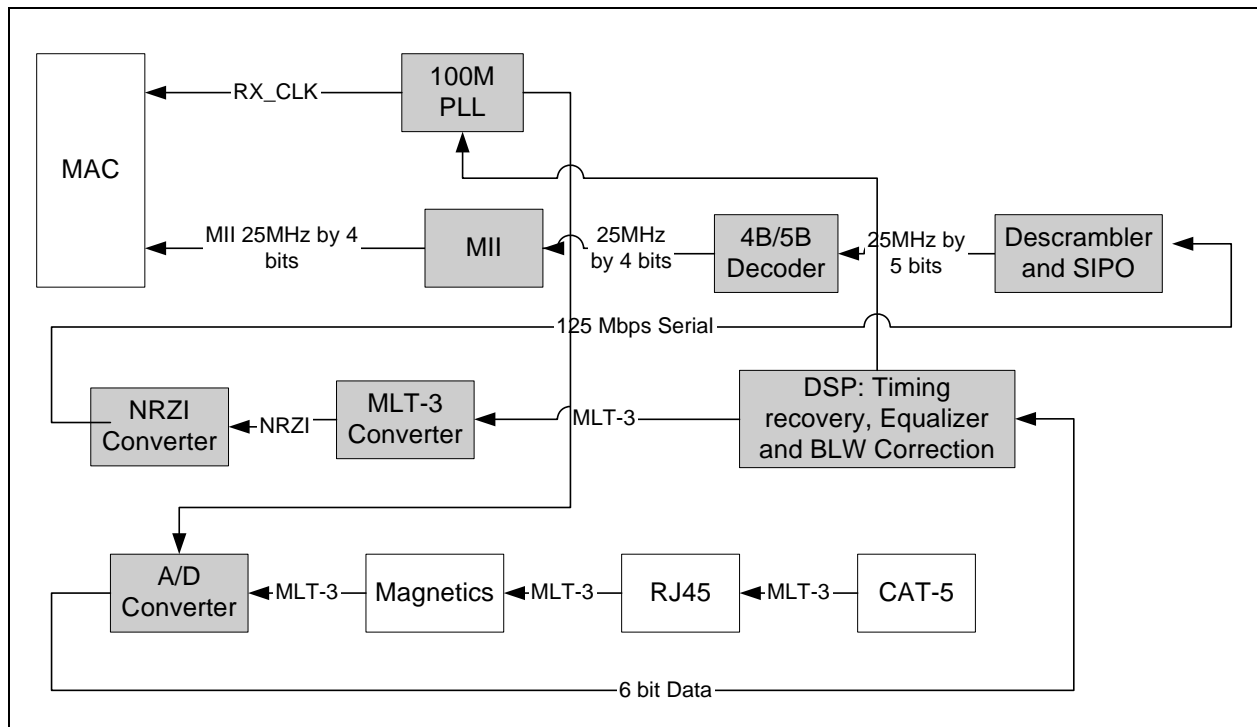 100M
PLL
RX_CLK
MAC
MII 25MHz by 4
bits
MII
25MHz
by 4 bits
4B/5B
Decoder
25MHz by
5 bits
Descrambler
and SIPO
125 Mbps Serial
NRZI
Converter
NRZI
MLT-3
Converter
MLT-3
DSP: Timing
recovery, Equalizer
and BLW Correction
A/D
Converter
MLT-3
Magnetics
MLT-3
RJ45
MLT-3
CAT-5
6 bit Data